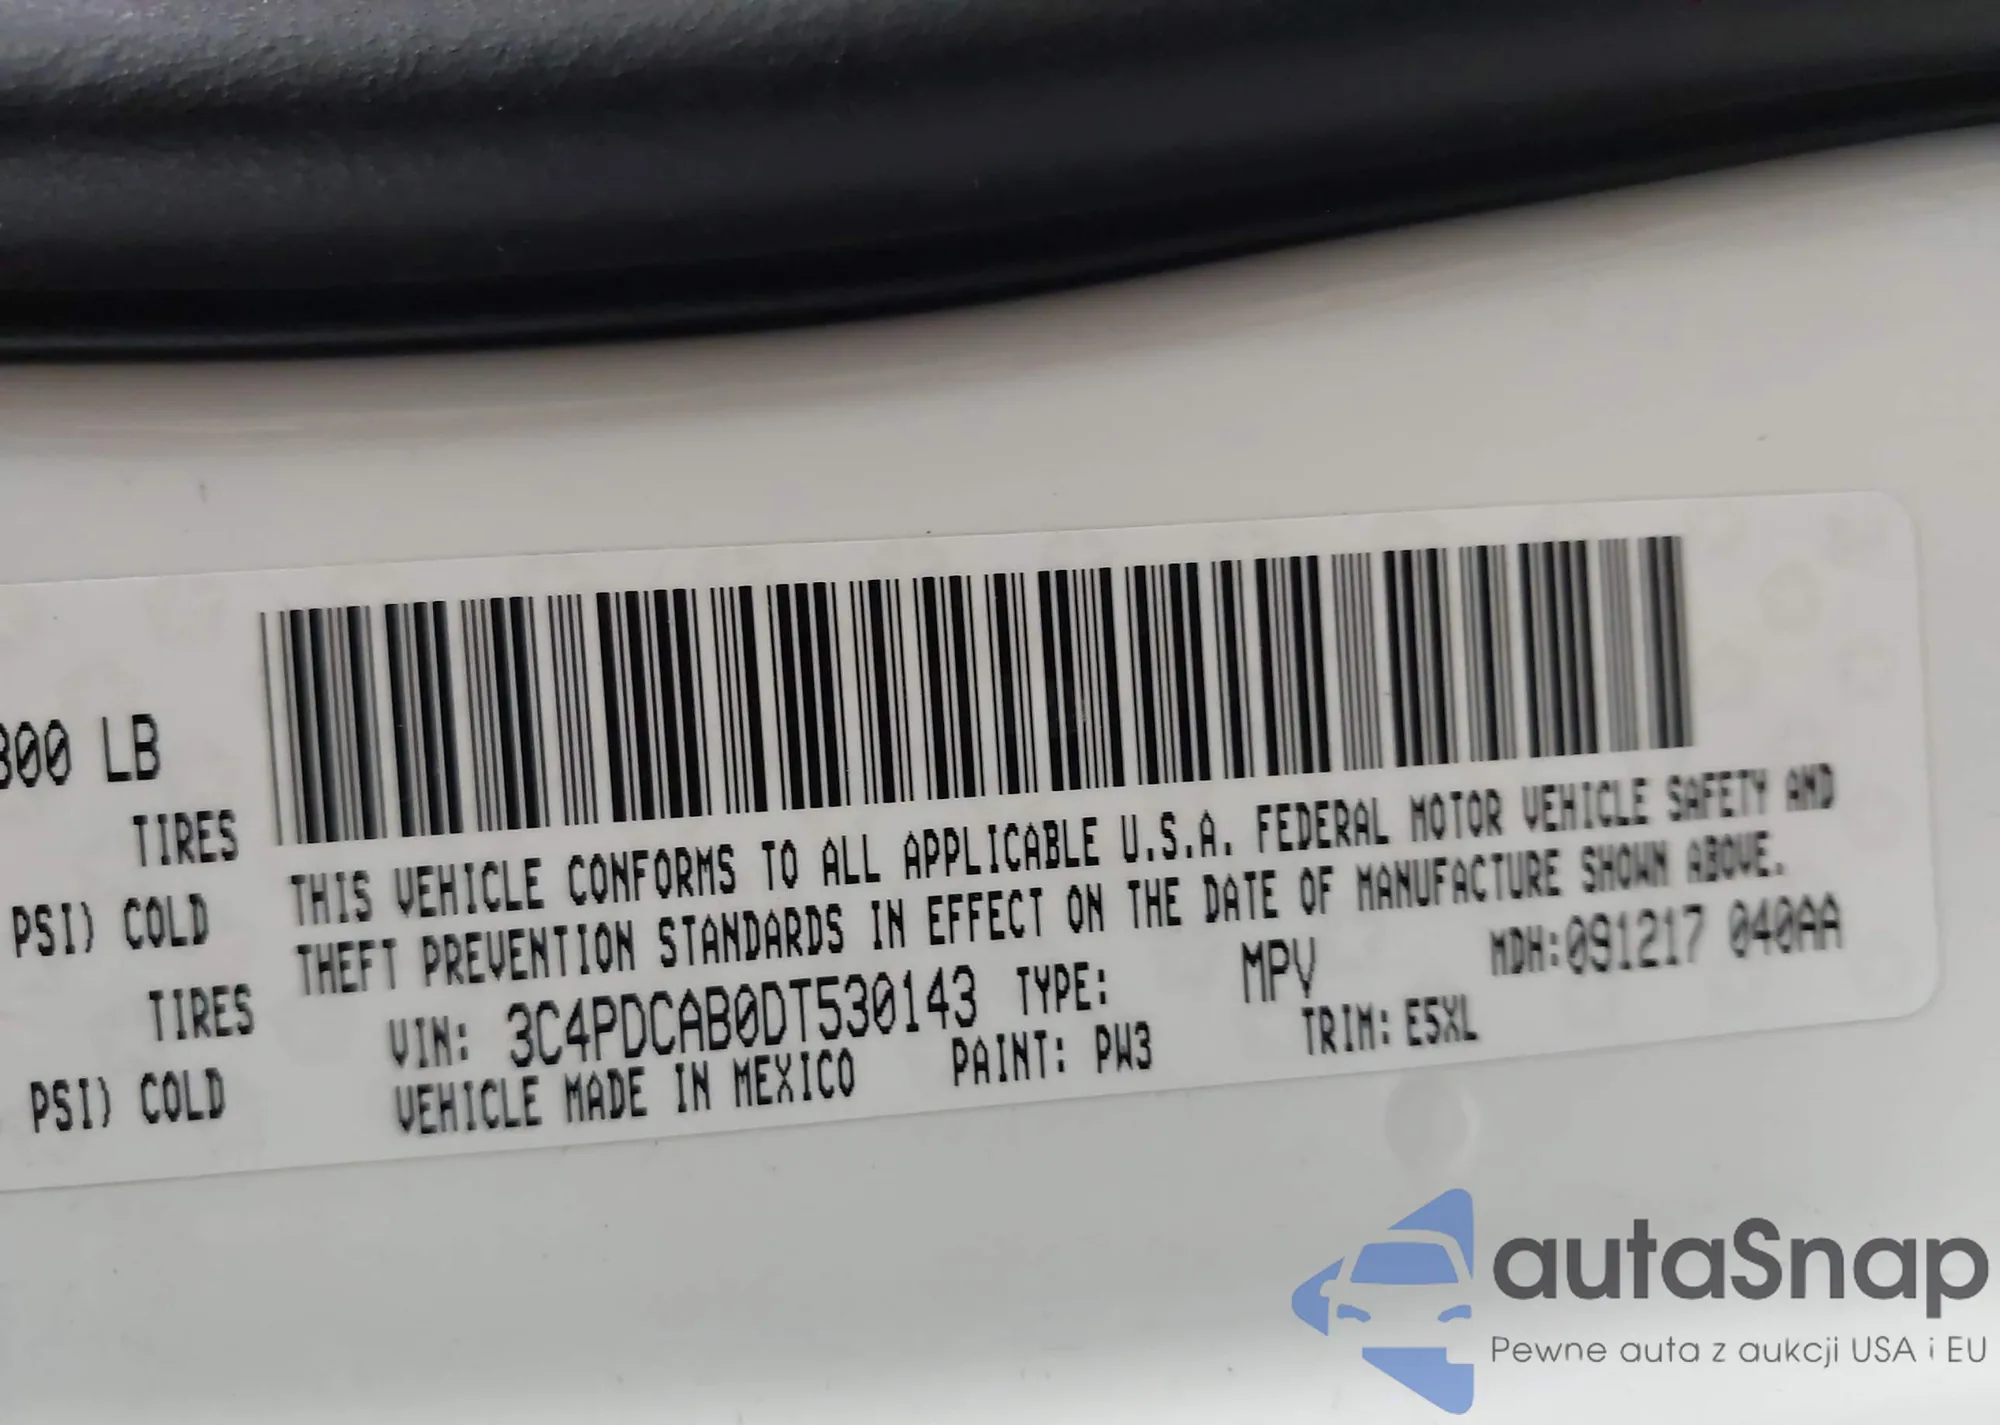 800 LB
TIRES
PSI) COLD
TIRES
PSI) COLD
THIS VEHICLE CONFORMS TO ALL APPLICABLE U.S.A. FEDERAL MOTOR VEHICLE SAFETY AND
THEFT PREVENTION STANDARDS IN EFFECT ON THE DATE OF MANUFACTURE SHOWN ABOVE.
VIN: 3C4PDCAB0DT530143 TYPE: MPV MDH:091217 040AA
VEHICLE MADE IN MEXICO PAINT: PW3 TRIM: E5XL
autaSnap
Pewne auta z aukcji USA i EU